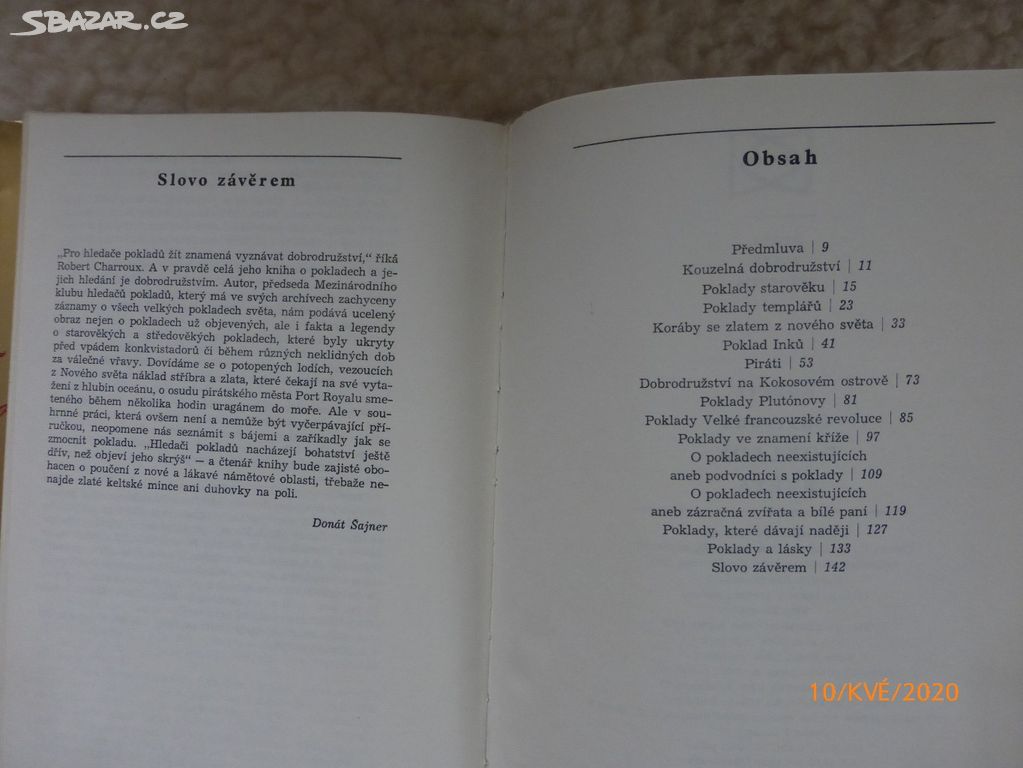 SBAZAR.CZ
Slovo závěrem
„Pro hledače pokladů žít znamená vyznávat dobrodružství,“ říká
Robert Charroux. A v pravdě celá jeho kniha o pokladech a je-
jich hledání je dobrodružstvím. Autor, předseda Mezinárodního
klubu hledačů pokladů, který má ve svých archívech zachyceny
záznamy o všech velkých pokladech světa, nám podává ucelený
obraz nejen o pokladech už objevených, ale i fakta a legendy
o starověkých a středověkých pokladech, které byly ukryty
před vpádem konkvistadorů či během různých neklidných dob
za válečné vřavy. Dovídáme se o potopených lodích, vezoucích
z Nového světa náklad stříbra a zlata, které čekají na své vyta-
žení z hlubin oceánu, o osudu pirátského města Port Royalu sme-
teného během několika hodin uragánem do moře. Ale v sou-
hrnné práci, která ovšem není a nemůže být vyčerpávající pří-
ručkou, neopomene nás seznámit s bájemi a zaříkadly jak se
zmocnit pokladu. „Hledači pokladů nacházejí bohatství ještě
dřív, než objeví jeho skrýš“ – a čtenář knihy bude zajisté obo-
hacen o poučení z nové a lákavé námětové oblasti, třebaže ne-
najde zlaté keltské mince ani duhovky na poli.
Donát Šajner
Obsah
Předmluva | 9
Kouzelná dobrodružství | 11
Poklady starověku | 15
Poklady templářů | 23
Koráby se zlatem z nového světa | 33
Poklad Inků | 41
Piráti | 53
Dobrodružství na Kokosovém ostrově | 73
Poklady Plutónovy | 81
Poklady Velké francouzské revoluce | 85
Poklady ve znamení kříže | 97
O pokladech neexistujících
aneb podvodníci s poklady | 109
O pokladech neexistujících
aneb zázračná zvířata a bílé paní | 119
Poklady, které dávají naději | 127
Poklady a lásky | 133
Slovo závěrem | 142
10/KVÉ/2020